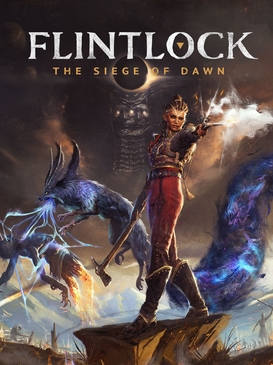 FLINTLOCK
THE SIEGE OF DAWN